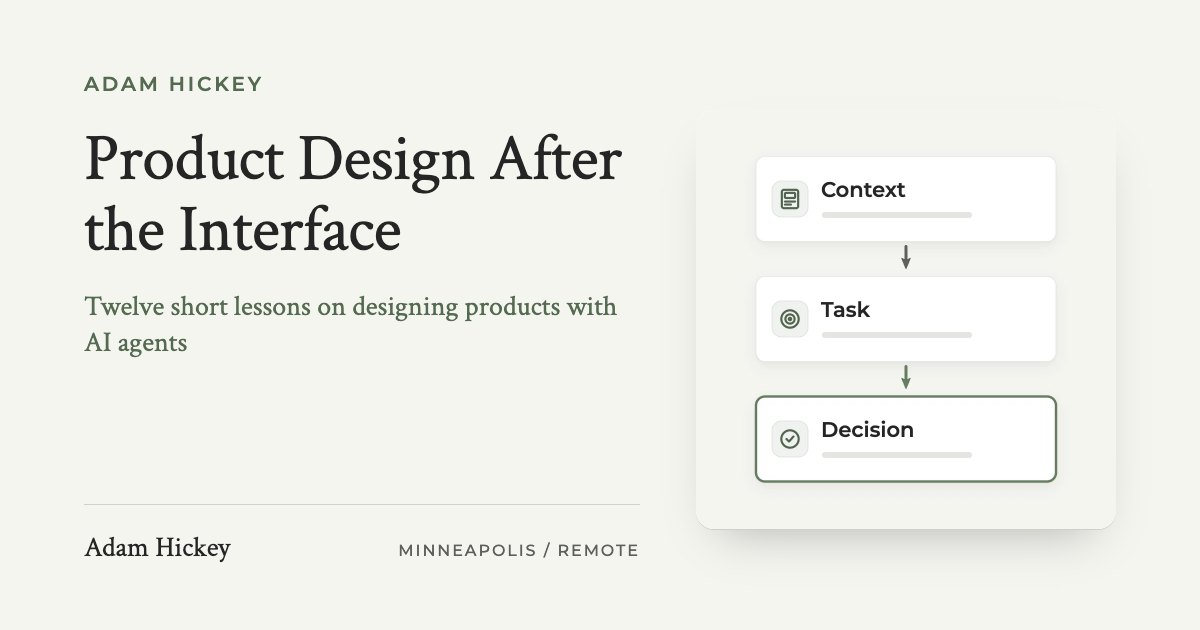 ADAM HICKEY
Product Design After
the Interface
Twelve short lessons on designing products with
AI agents
Adam Hickey
MINNEAPOLIS / REMOTE
Context
Task
Decision